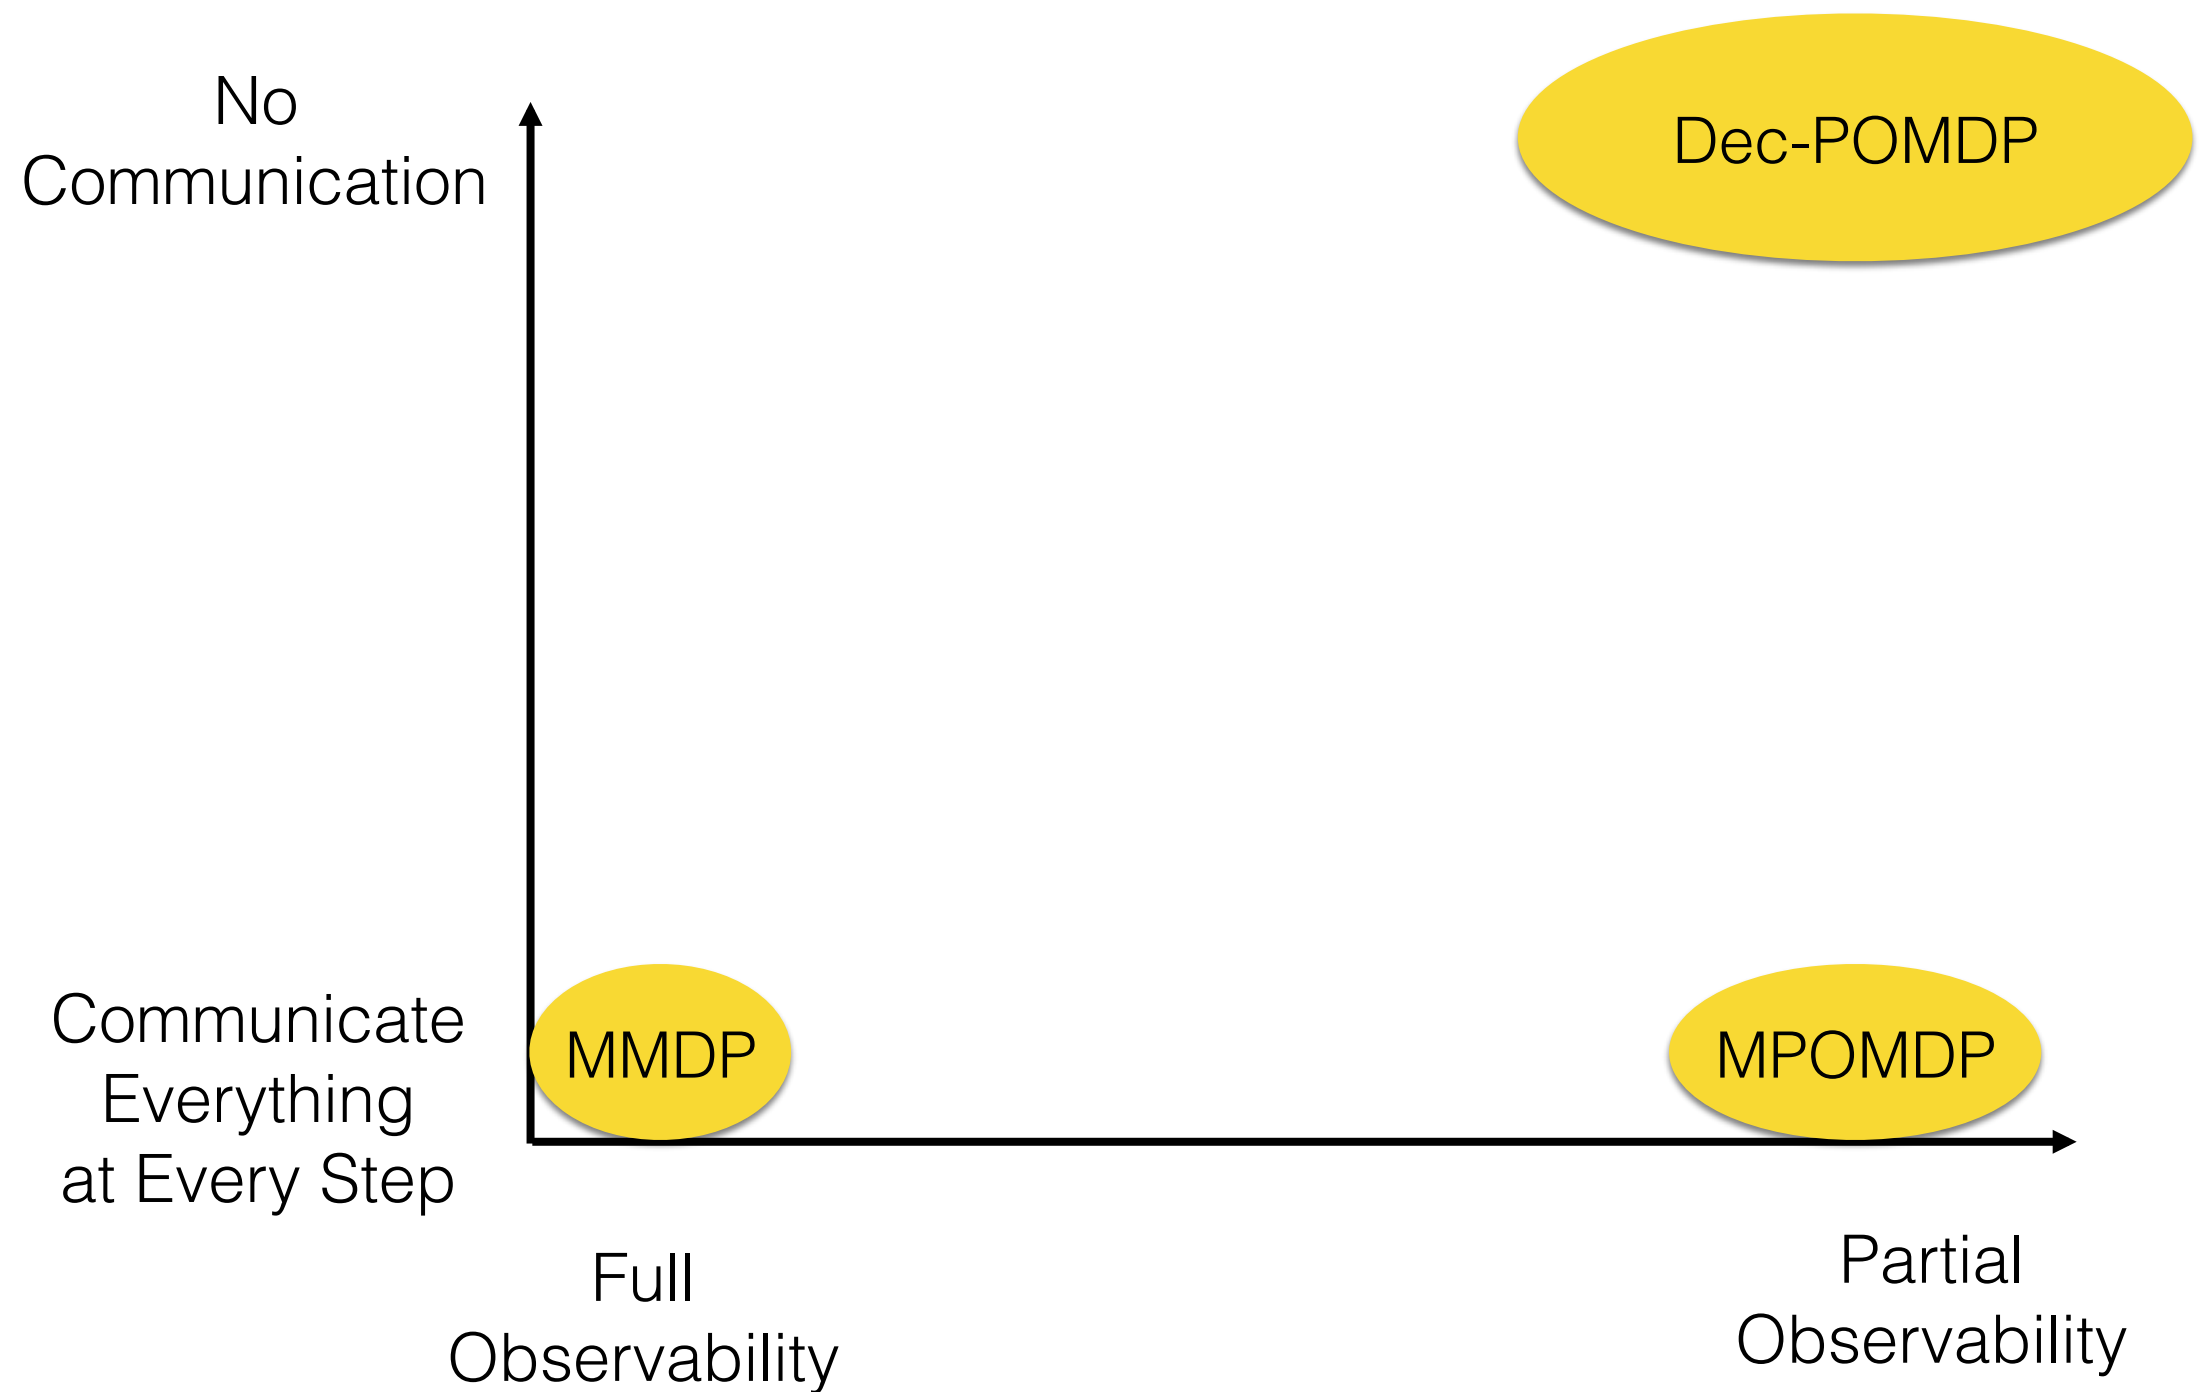 No
Communication
Dec-POMDP
Communicate
Everything
at Every Step
MMDP
MPOMDP
Full
Observability
Partial
Observability